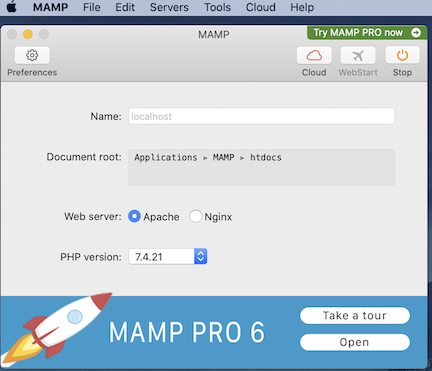 MAMP File Edit Servers Tools Cloud Help
MAMP
Try MAMP PRO now
Preferences
Cloud WebStart Stop
Name: localhost
Document root: Applications ▸ MAMP ▸ htdocs
Web server: Apache Nginx
PHP version: 7.4.21
MAMP PRO 6
Take a tour
Open